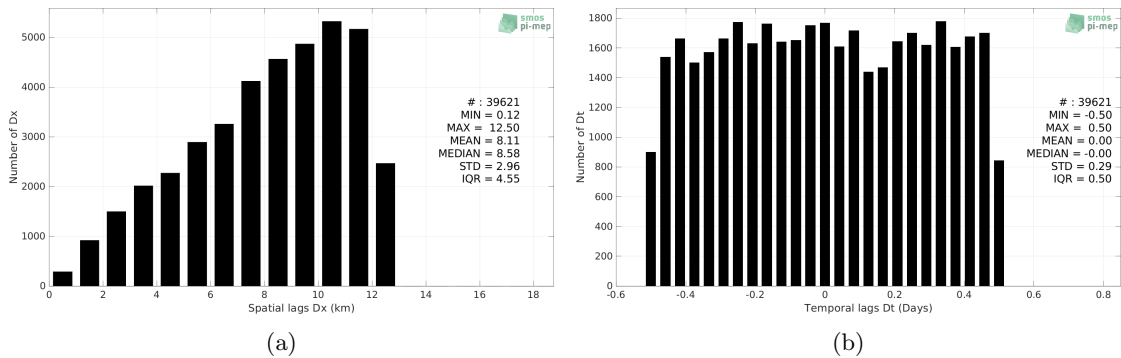 smos
pi-mep
5000
4000
3000
2000
1000
0
Number of Dx
# : 39621
MIN = 0.12
MAX = 12.50
MEAN = 8.11
MEDIAN = 8.58
STD = 2.96
IQR = 4.55
0 2 4 6 8 10 12 14 16 18
Spatial lags Dx (km)
(a)
smos
pi-mep
1800
1600
1400
1200
1000
800
600
400
200
0
Number of Dt
# : 39621
MIN = -0.50
MAX = 0.50
MEAN = 0.00
MEDIAN = -0.00
STD = 0.29
IQR = 0.50
-0.6 -0.4 -0.2 0 0.2 0.4 0.6 0.8
Temporal lags Dt (Days)
(b)